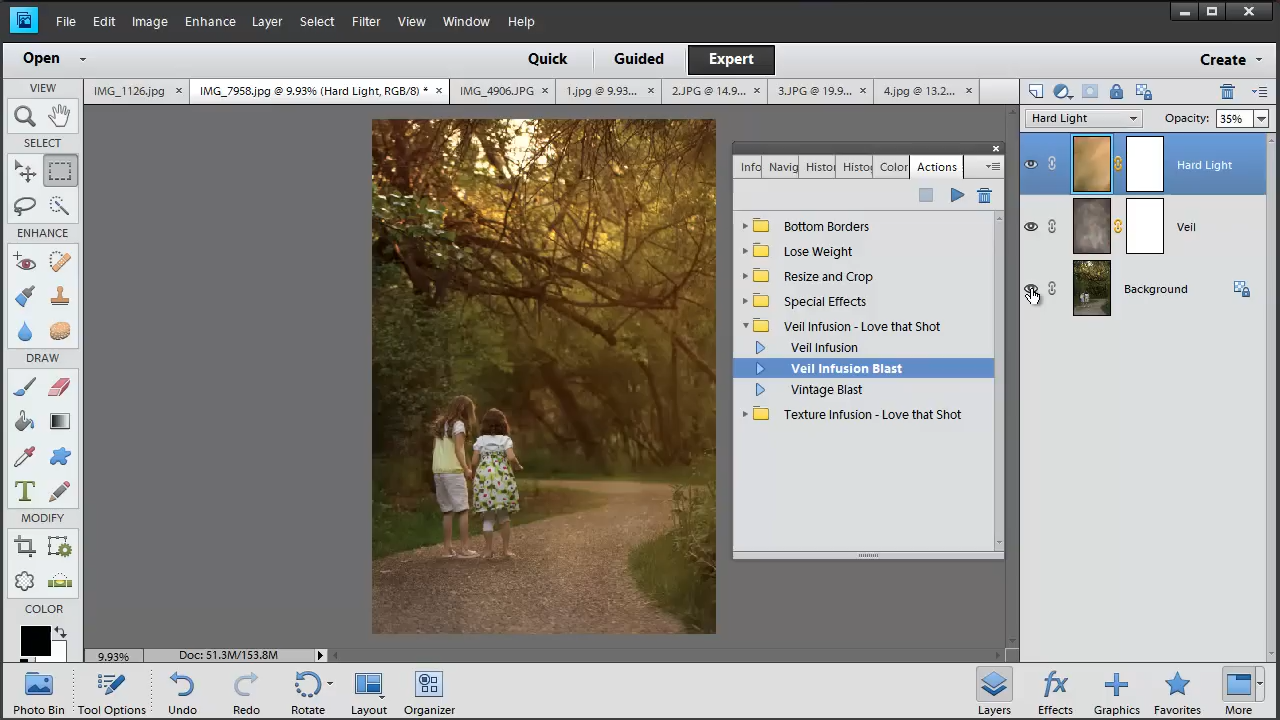 File Edit Image Enhance Layer Select Filter View Window Help
Open Quick Guided Expert Create
VIEW IMG_1126.jpg × IMG_7958.jpg @ 9.93% (Hard Light, RGB/8) * × IMG_4906.JPG × 1.jpg @ 9.93... × 2.JPG @ 14.9... × 3.JPG @ 19.9... × 4.jpg @ 13.2... ×
Hard Light Opacity: 35%
SELECT
Info Navig Histo Histo Color Actions
Hard Light
Bottom Borders
Veil
ENHANCE
Lose Weight
Resize and Crop
Background
Special Effects
Veil Infusion - Love that Shot
Veil Infusion
DRAW
Veil Infusion Blast
Vintage Blast
Texture Infusion - Love that Shot
T
MODIFY
COLOR
9.93% Doc: 51.3M/153.8M
fx
Photo Bin Tool Options Undo Redo Rotate Layout Organizer Layers Effects Graphics Favorites More